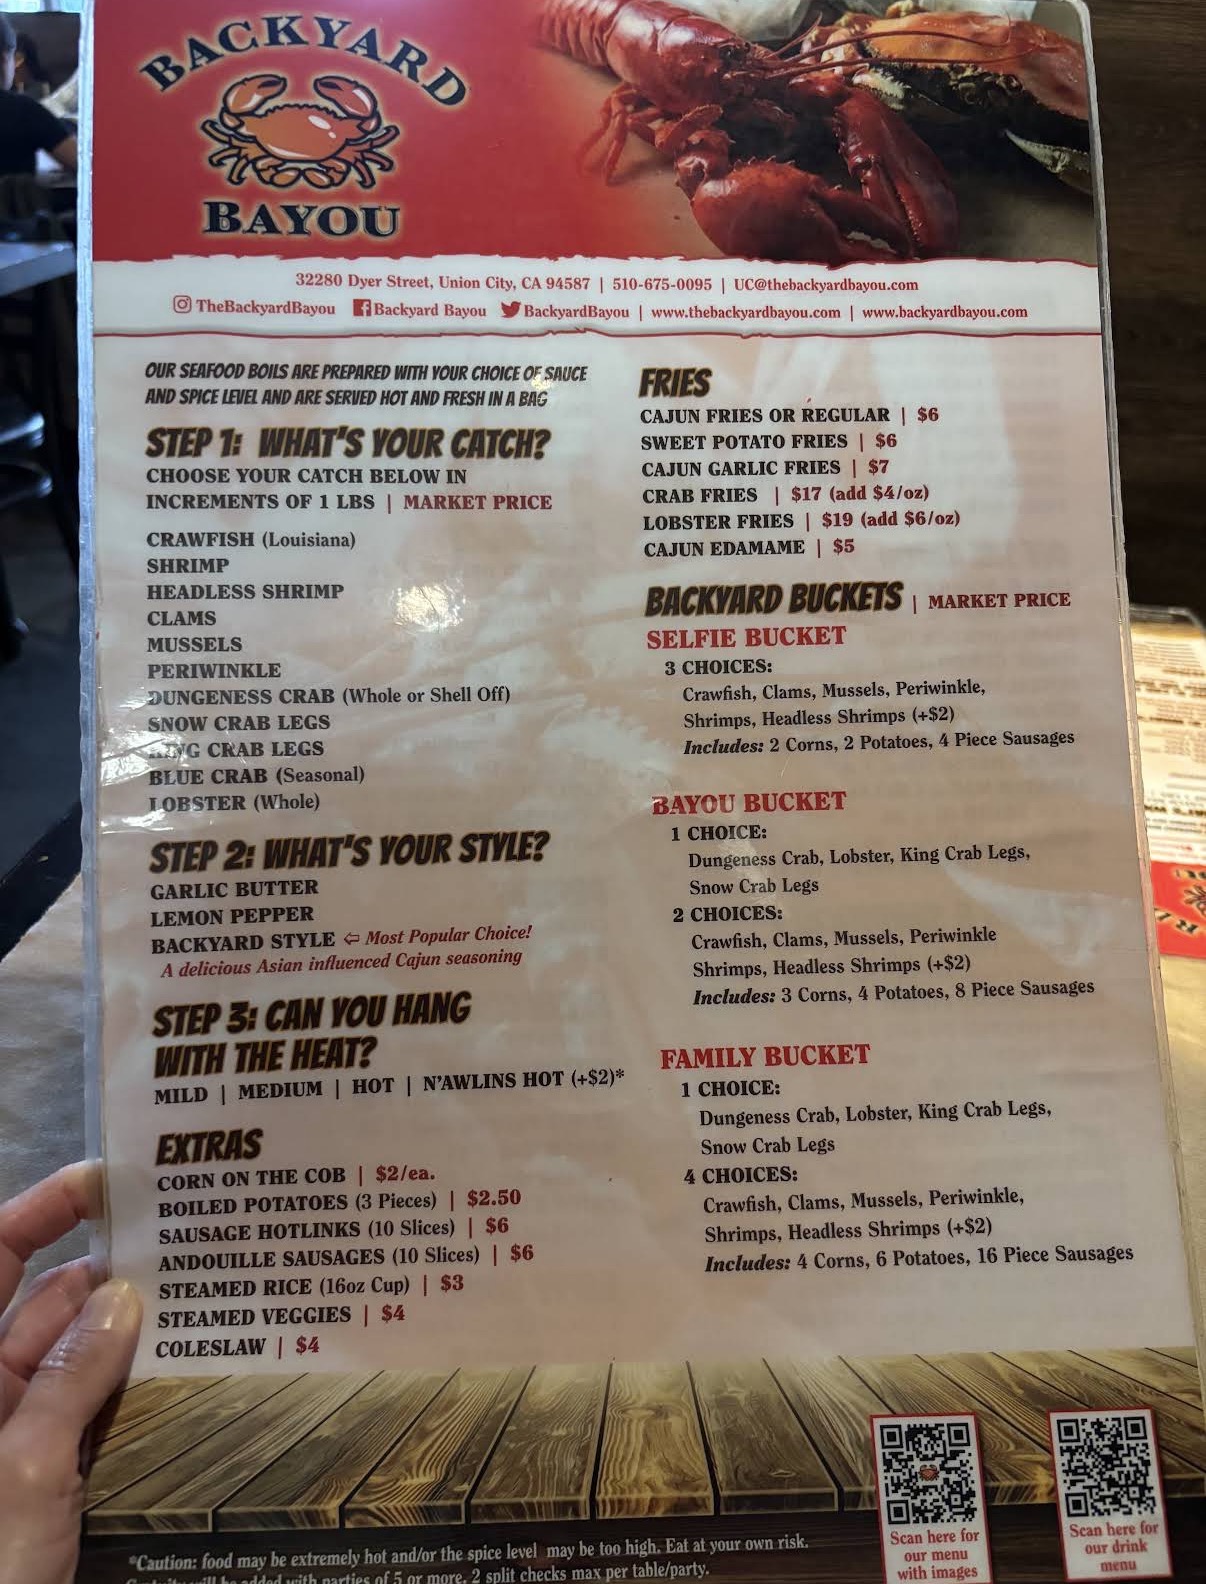 BACKYARD
BAYOU
32280 Dyer Street, Union City, CA 94587 | 510-675-0095 | UC@thebackyardbayou.com
TheBackyardBayou Backyard Bayou BackyardBayou | www.thebackyardbayou.com | www.backyardbayou.com
OUR SEAFOOD BOILS ARE PREPARED WITH YOUR CHOICE OF SAUCE
AND SPICE LEVEL AND ARE SERVED HOT AND FRESH IN A BAG
STEP 1: WHAT'S YOUR CATCH?
CHOOSE YOUR CATCH BELOW IN
INCREMENTS OF 1 LBS | MARKET PRICE
CRAWFISH (Louisiana)
SHRIMP
HEADLESS SHRIMP
CLAMS
MUSSELS
PERIWINKLE
DUNGENESS CRAB (Whole or Shell Off)
SNOW CRAB LEGS
KING CRAB LEGS
BLUE CRAB (Seasonal)
LOBSTER (Whole)
STEP 2: WHAT'S YOUR STYLE?
GARLIC BUTTER
LEMON PEPPER
BACKYARD STYLE ⇦ Most Popular Choice!
A delicious Asian influenced Cajun seasoning
STEP 3: CAN YOU HANG
WITH THE HEAT?
MILD | MEDIUM | HOT | N'AWLINS HOT (+$2)*
EXTRAS
CORN ON THE COB | $2/ea.
BOILED POTATOES (3 Pieces) | $2.50
SAUSAGE HOTLINKS (10 Slices) | $6
ANDOUILLE SAUSAGES (10 Slices) | $6
STEAMED RICE (16oz Cup) | $3
STEAMED VEGGIES | $4
COLESLAW | $4
FRIES
CAJUN FRIES OR REGULAR | $6
SWEET POTATO FRIES | $6
CAJUN GARLIC FRIES | $7
CRAB FRIES | $17 (add $4/oz)
LOBSTER FRIES | $19 (add $6/oz)
CAJUN EDAMAME | $5
BACKYARD BUCKETS | MARKET PRICE
SELFIE BUCKET
3 CHOICES:
Crawfish, Clams, Mussels, Periwinkle,
Shrimps, Headless Shrimps (+$2)
Includes: 2 Corns, 2 Potatoes, 4 Piece Sausages
BAYOU BUCKET
1 CHOICE:
Dungeness Crab, Lobster, King Crab Legs,
Snow Crab Legs
2 CHOICES:
Crawfish, Clams, Mussels, Periwinkle
Shrimps, Headless Shrimps (+$2)
Includes: 3 Corns, 4 Potatoes, 8 Piece Sausages
FAMILY BUCKET
1 CHOICE:
Dungeness Crab, Lobster, King Crab Legs,
Snow Crab Legs
4 CHOICES:
Crawfish, Clams, Mussels, Periwinkle,
Shrimps, Headless Shrimps (+$2)
Includes: 4 Corns, 6 Potatoes, 16 Piece Sausages
*Caution: food may be extremely hot and/or the spice level may be too high. Eat at your own risk.
Gratuity will be added with parties of 5 or more. 2 split checks max per table/party.
Scan here for
our menu
with images
Scan here for
our drink
menu